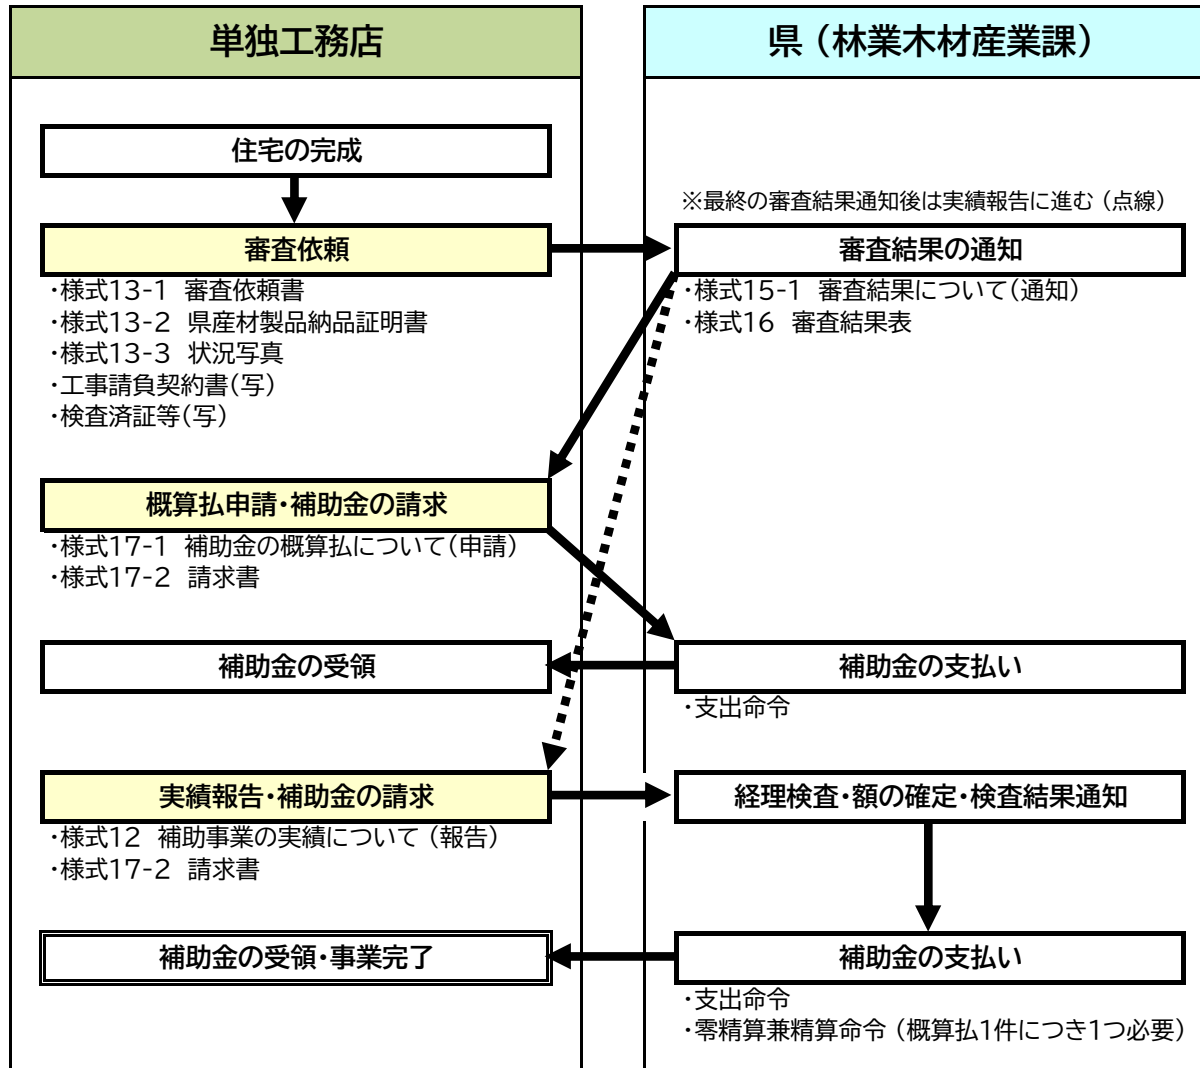 単独工務店
県（林業木材産業課）
住宅の完成
※最終の審査結果通知後は実績報告に進む（点線）
審査依頼
審査結果の通知
・様式13-1 審査依頼書
・様式13-2 県産材製品納品証明書
・様式13-3 状況写真
・工事請負契約書（写）
・検査済証等（写）
・様式15-1 審査結果について（通知）
・様式16 審査結果表
概算払申請・補助金の請求
・様式17-1 補助金の概算払について（申請）
・様式17-2 請求書
補助金の受領
補助金の支払い
・支出命令
実績報告・補助金の請求
経理検査・額の確定・検査結果通知
・様式12 補助事業の実績について（報告）
・様式17-2 請求書
補助金の受領・事業完了
補助金の支払い
・支出命令
・零精算兼精算命令（概算払1件につき1つ必要）